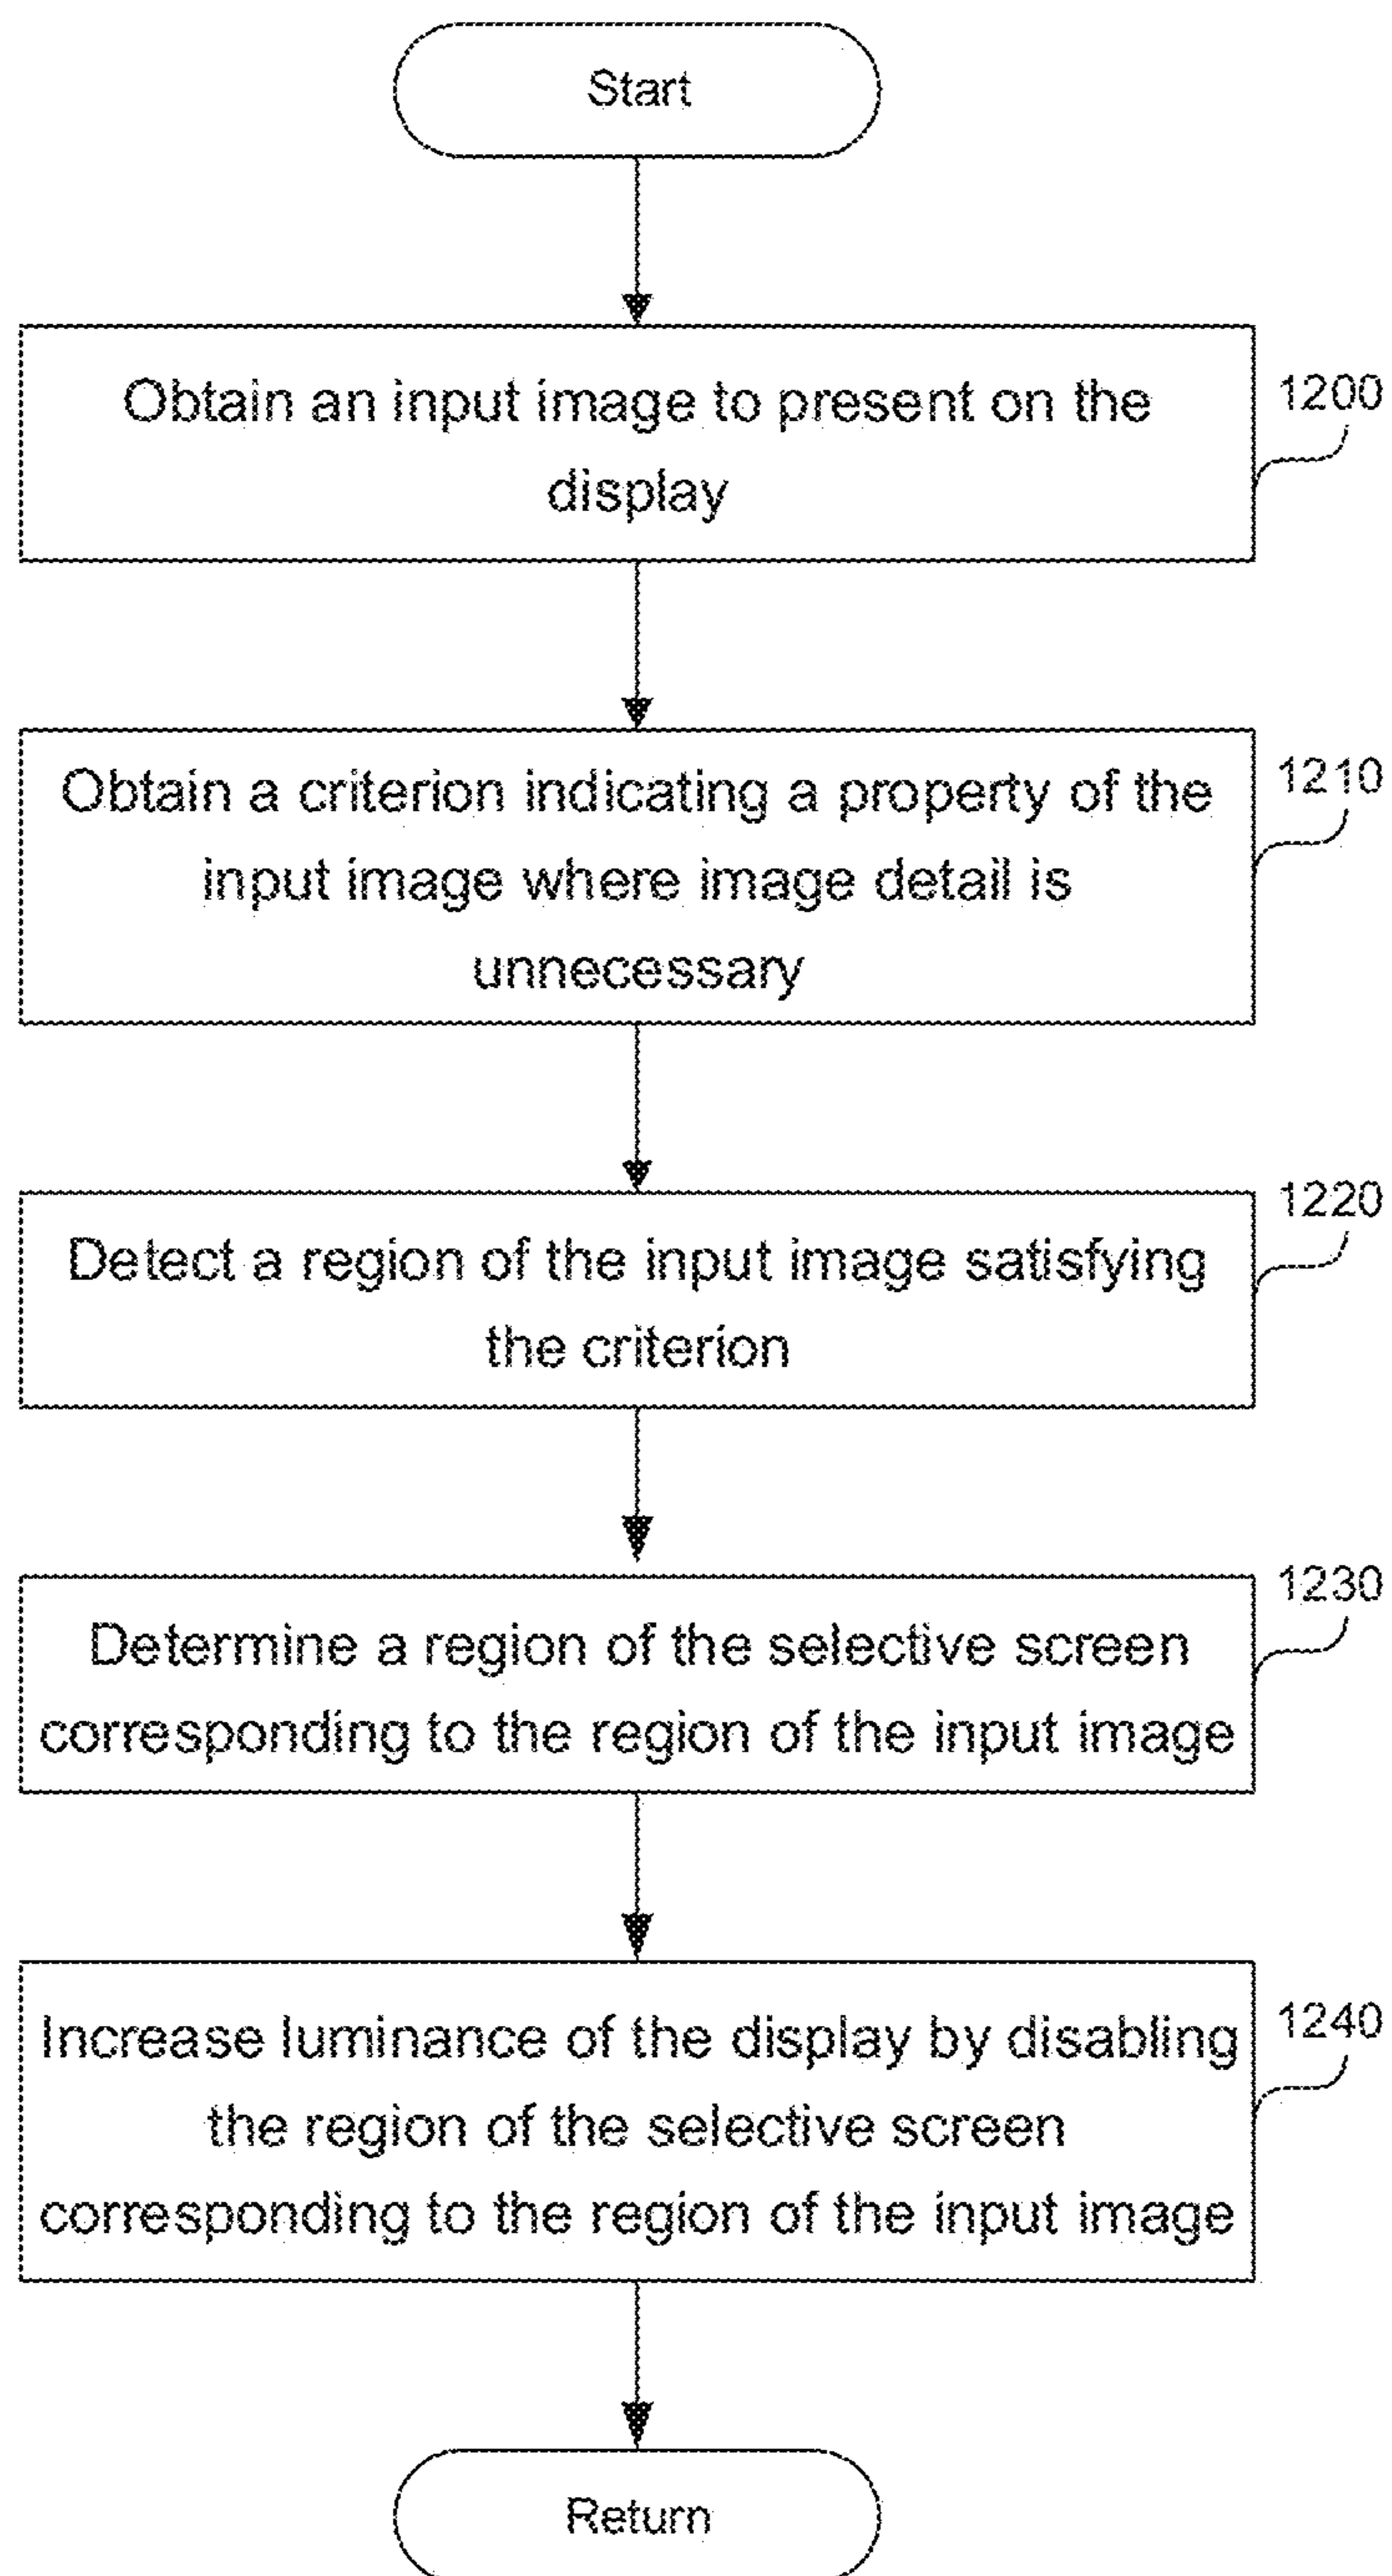 Start
Obtain an input image to present on the
display
1200
Obtain a criterion indicating a property of the
input image where image detail is
unnecessary
1210
Detect a region of the input image satisfying
the criterion
1220
Determine a region of the selective screen
corresponding to the region of the input image
1230
Increase luminance of the display by disabling
the region of the selective screen
corresponding to the region of the input image
1240
Return